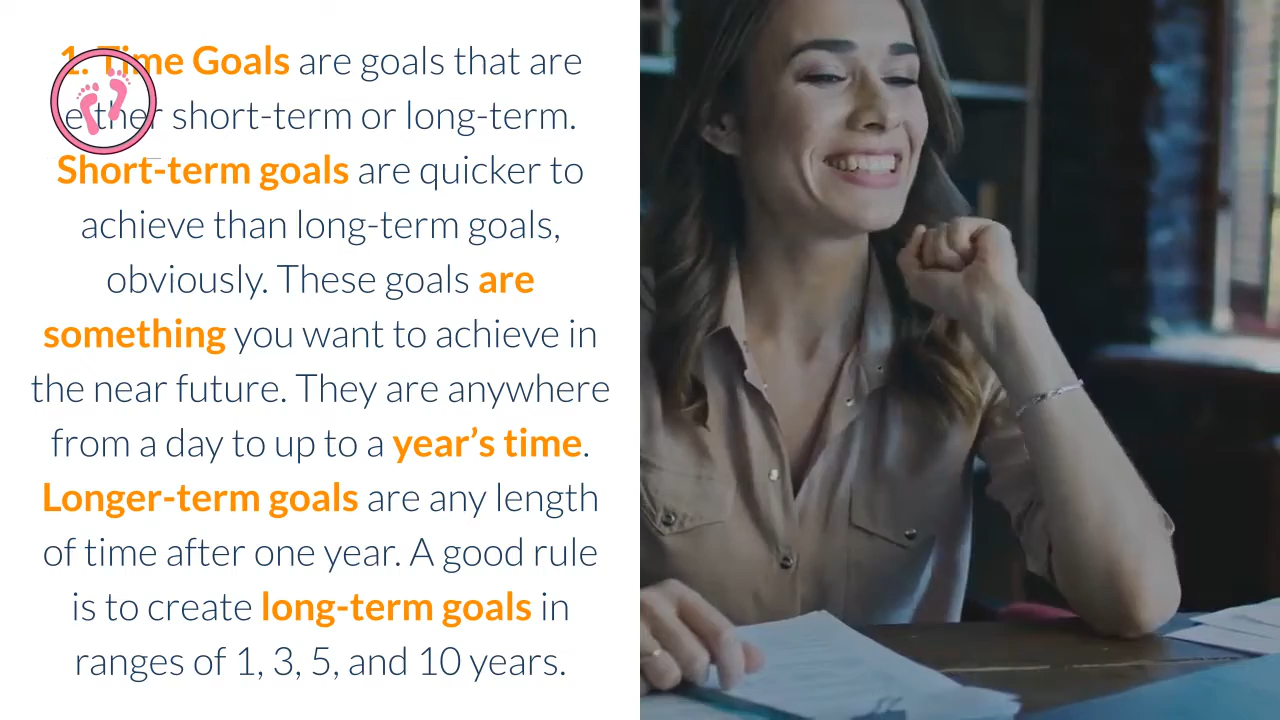 1. Time Goals are goals that are
either short-term or long-term.
Short-term goals are quicker to
achieve than long-term goals,
obviously. These goals are
something you want to achieve in
the near future. They are anywhere
from a day to up to a year’s time.
Longer-term goals are any length
of time after one year. A good rule
is to create long-term goals in
ranges of 1, 3, 5, and 10 years.